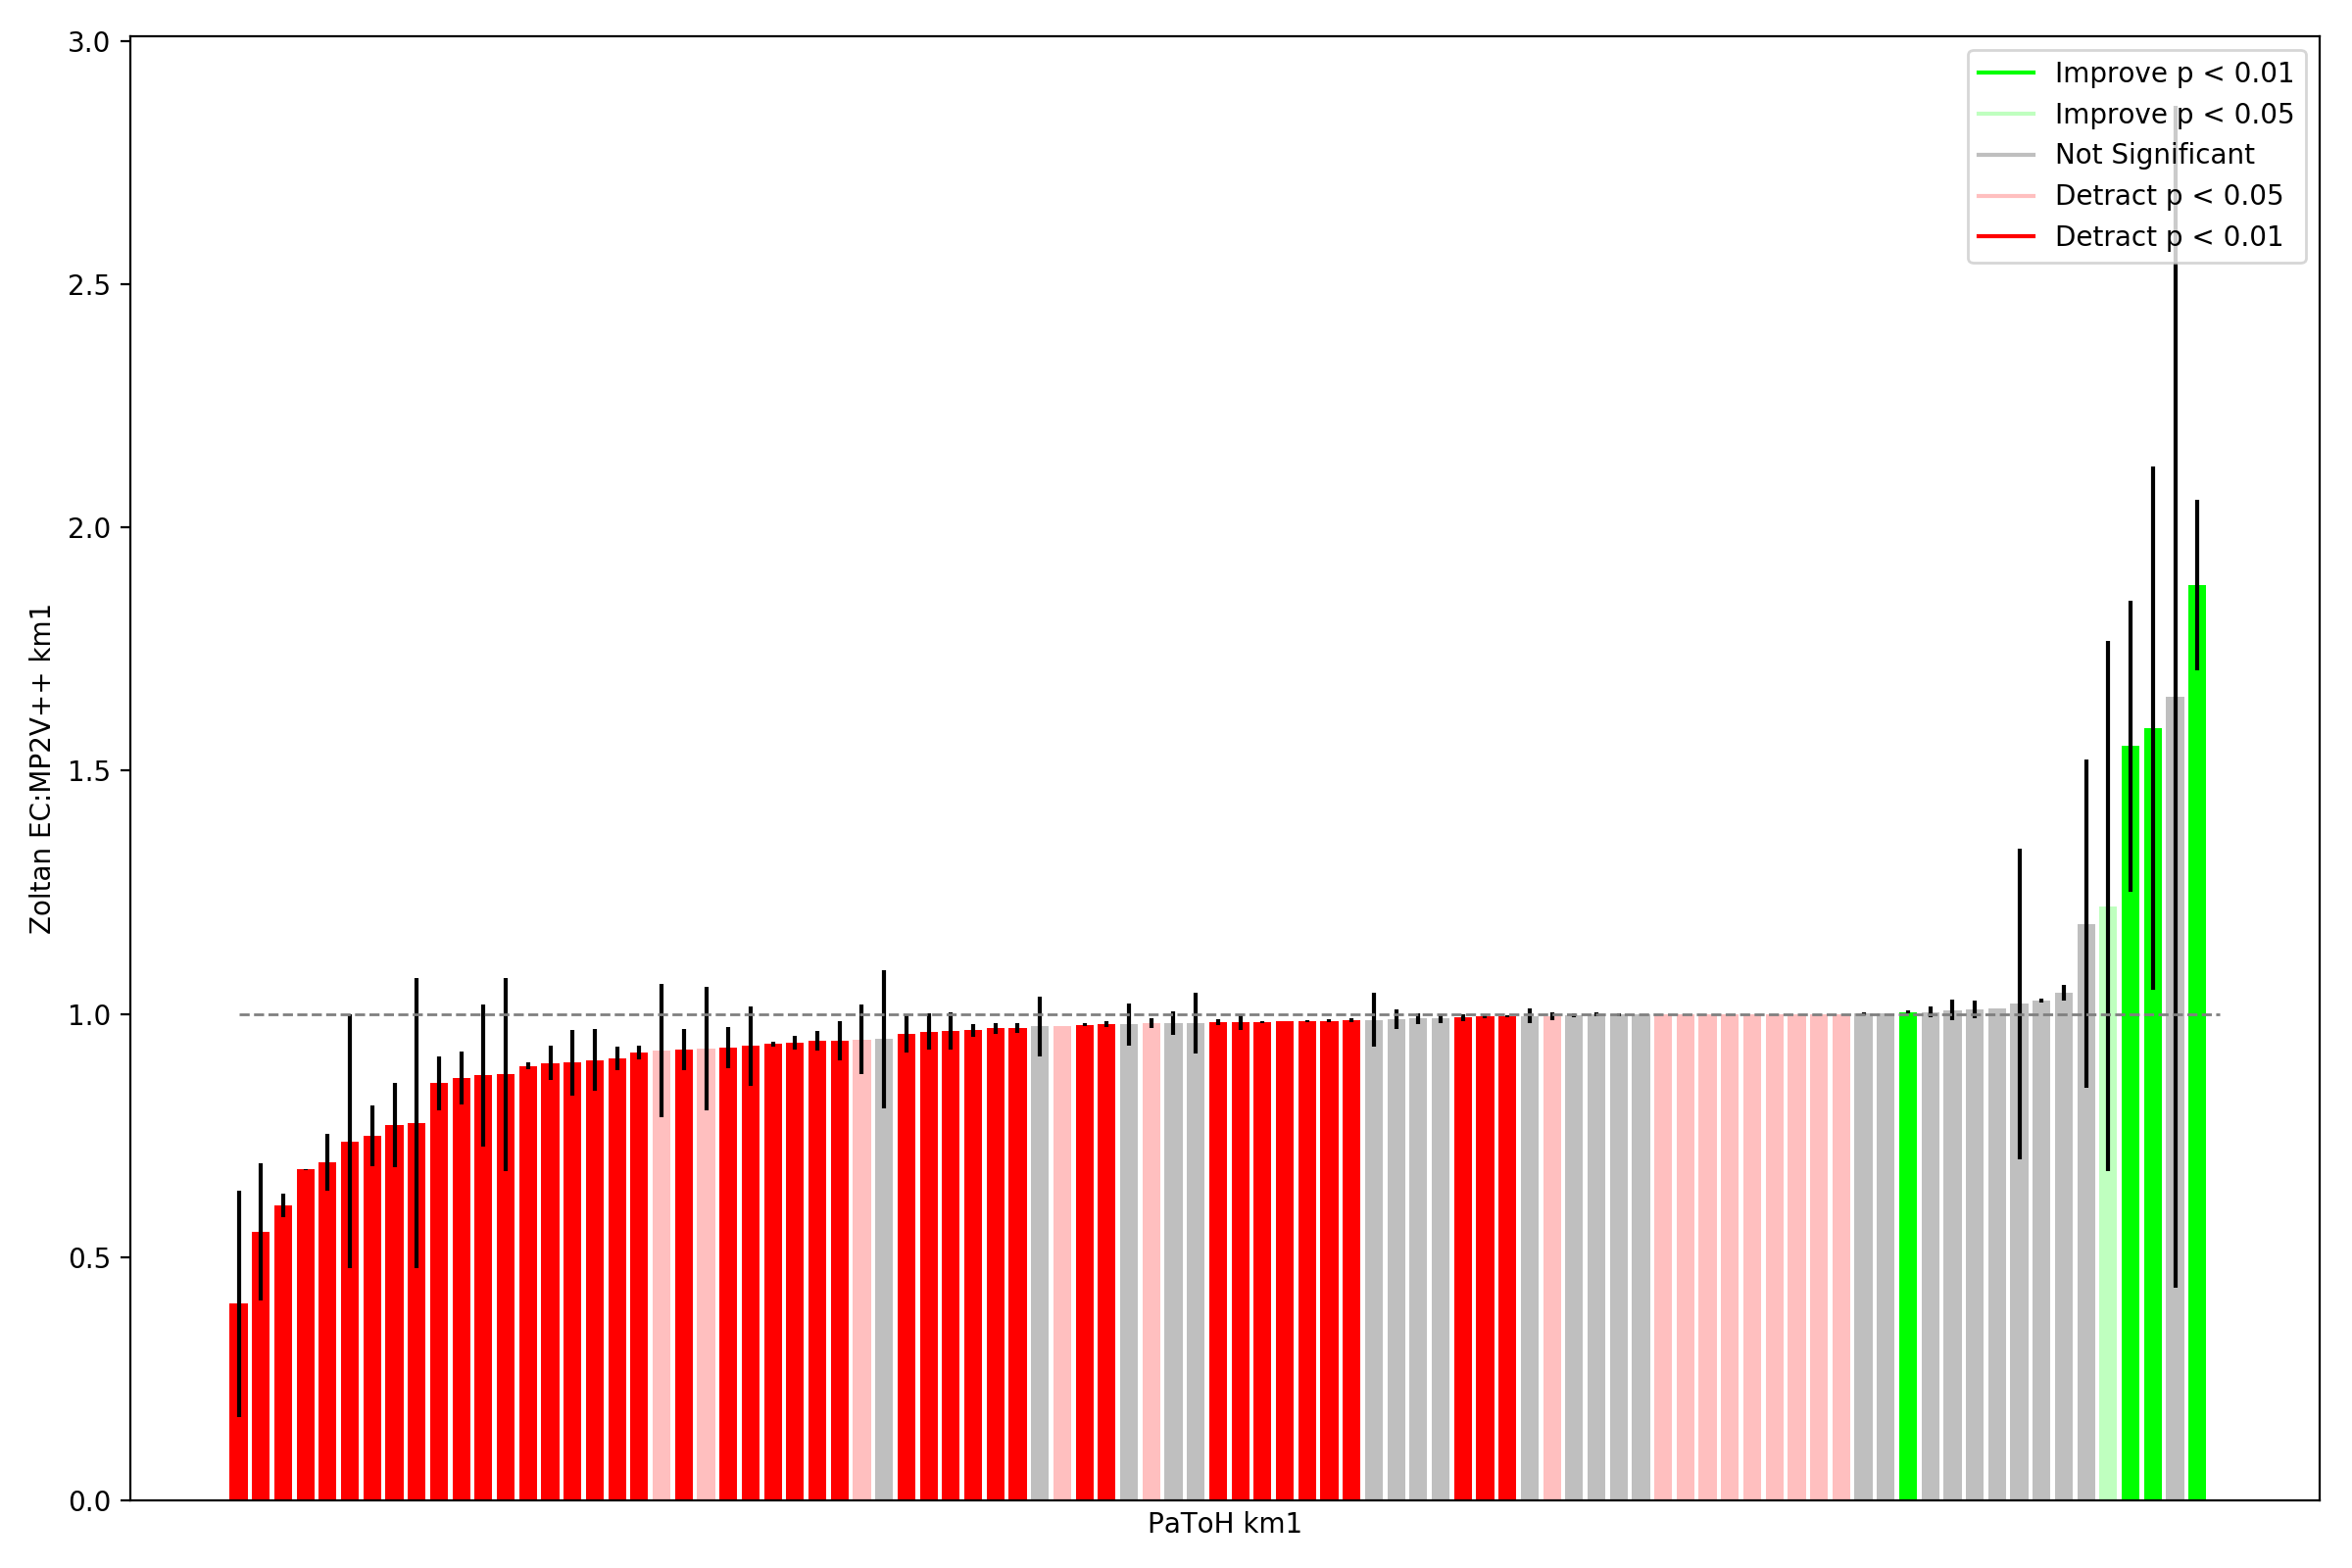 3.0
2.5
2.0
1.5
1.0
0.5
0.0
Zoltan EC:MP2V++ km1
PaToH km1
Improve p < 0.01
Improve p < 0.05
Not Significant
Detract p < 0.05
Detract p < 0.01